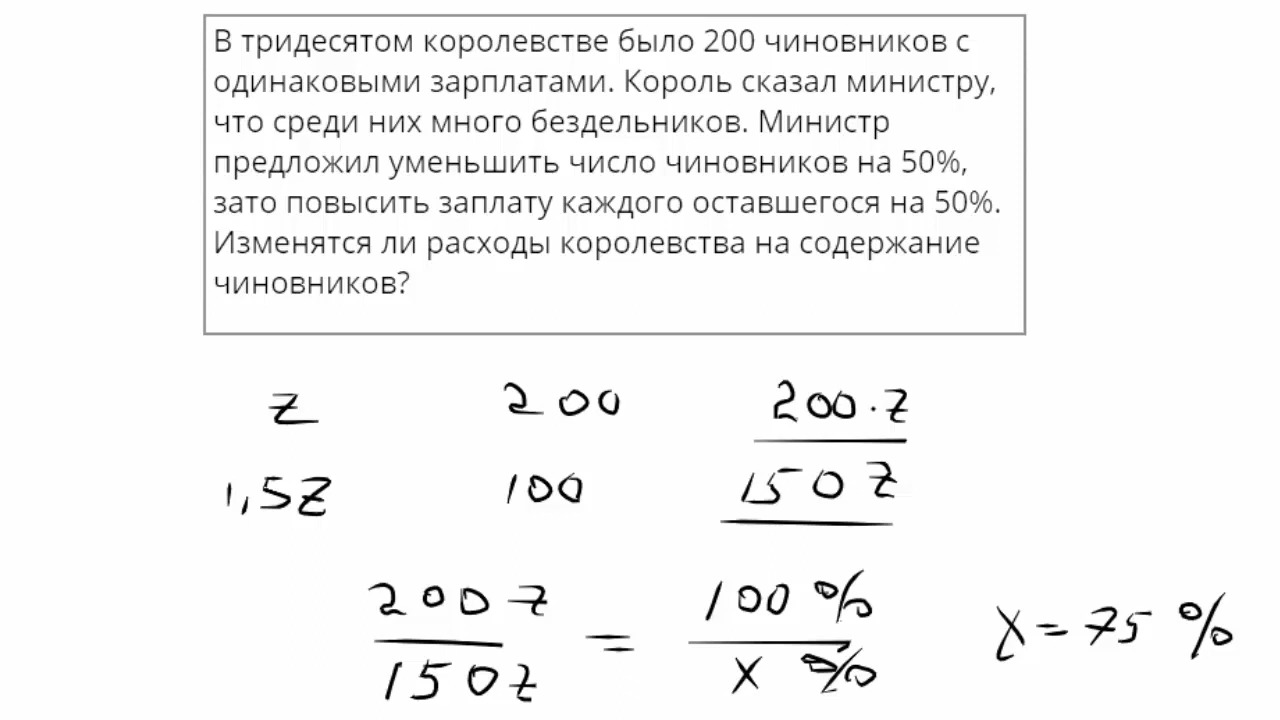 В тридесятом королевстве было 200 чиновников с
одинаковыми зарплатами. Король сказал министру,
что среди них много бездельников. Министр
предложил уменьшить число чиновников на 50%,
зато повысить заплату каждого оставшегося на 50%.
Изменятся ли расходы королевства на содержание
чиновников?
z 200 200·z
1,5z 100 150z
200z/150z = 100%/x% x=75%